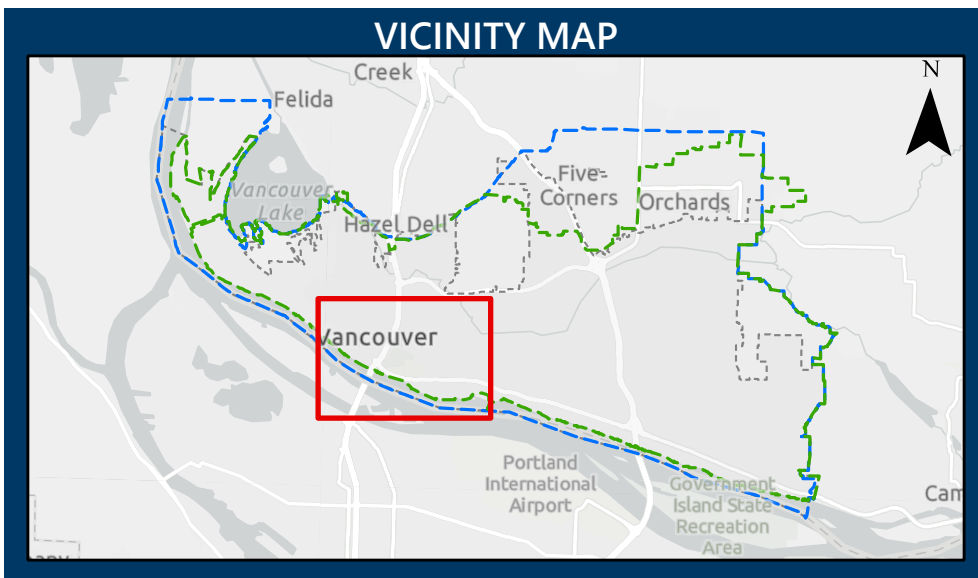 VICINITY MAP
Creek
N
Felida
Five-
Corners
Vancouver
Lake
Orchards
Hazel Dell
Vancouver
Portland
International
Airport
Government
Island State
Recreation
Area
Cam